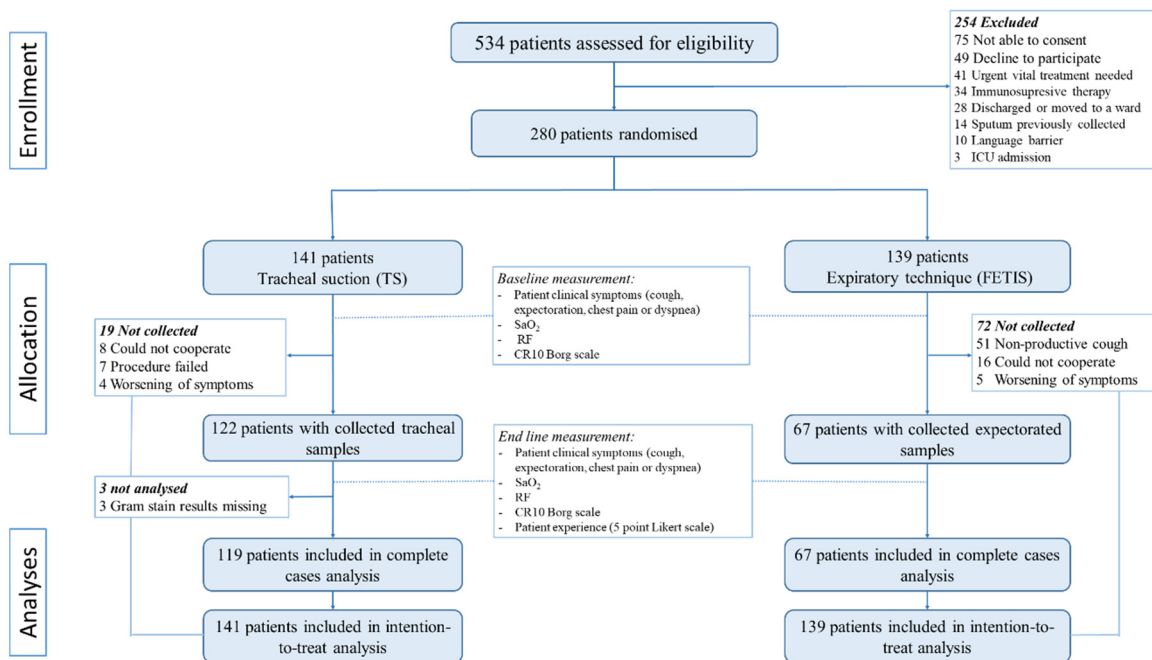 Enrollment
534 patients assessed for eligibility
254 Excluded
75 Not able to consent
49 Decline to participate
41 Urgent vital treatment needed
34 Immunosupresive therapy
28 Discharged or moved to a ward
14 Sputum previously collected
10 Language barrier
3 ICU admission
280 patients randomised
Allocation
141 patients
Tracheal suction (TS)
139 patients
Expiratory technique (FETIS)
Baseline measurement:
- Patient clinical symptoms (cough,
expectoration, chest pain or dyspnea)
- SaO₂
- RF
- CR10 Borg scale
19 Not collected
8 Could not cooperate
7 Procedure failed
4 Worsening of symptoms
72 Not collected
51 Non-productive cough
16 Could not cooperate
5 Worsening of symptoms
122 patients with collected tracheal
samples
67 patients with collected expectorated
samples
End line measurement:
- Patient clinical symptoms (cough,
expectoration, chest pain or dyspnea)
- SaO₂
- RF
- CR10 Borg scale
- Patient experience (5 point Likert scale)
3 not analysed
3 Gram stain results missing
Analyses
119 patients included in complete
cases analysis
67 patients included in complete cases
analysis
141 patients included in intention-
to-treat analysis
139 patients included in intention-to-
treat analysis